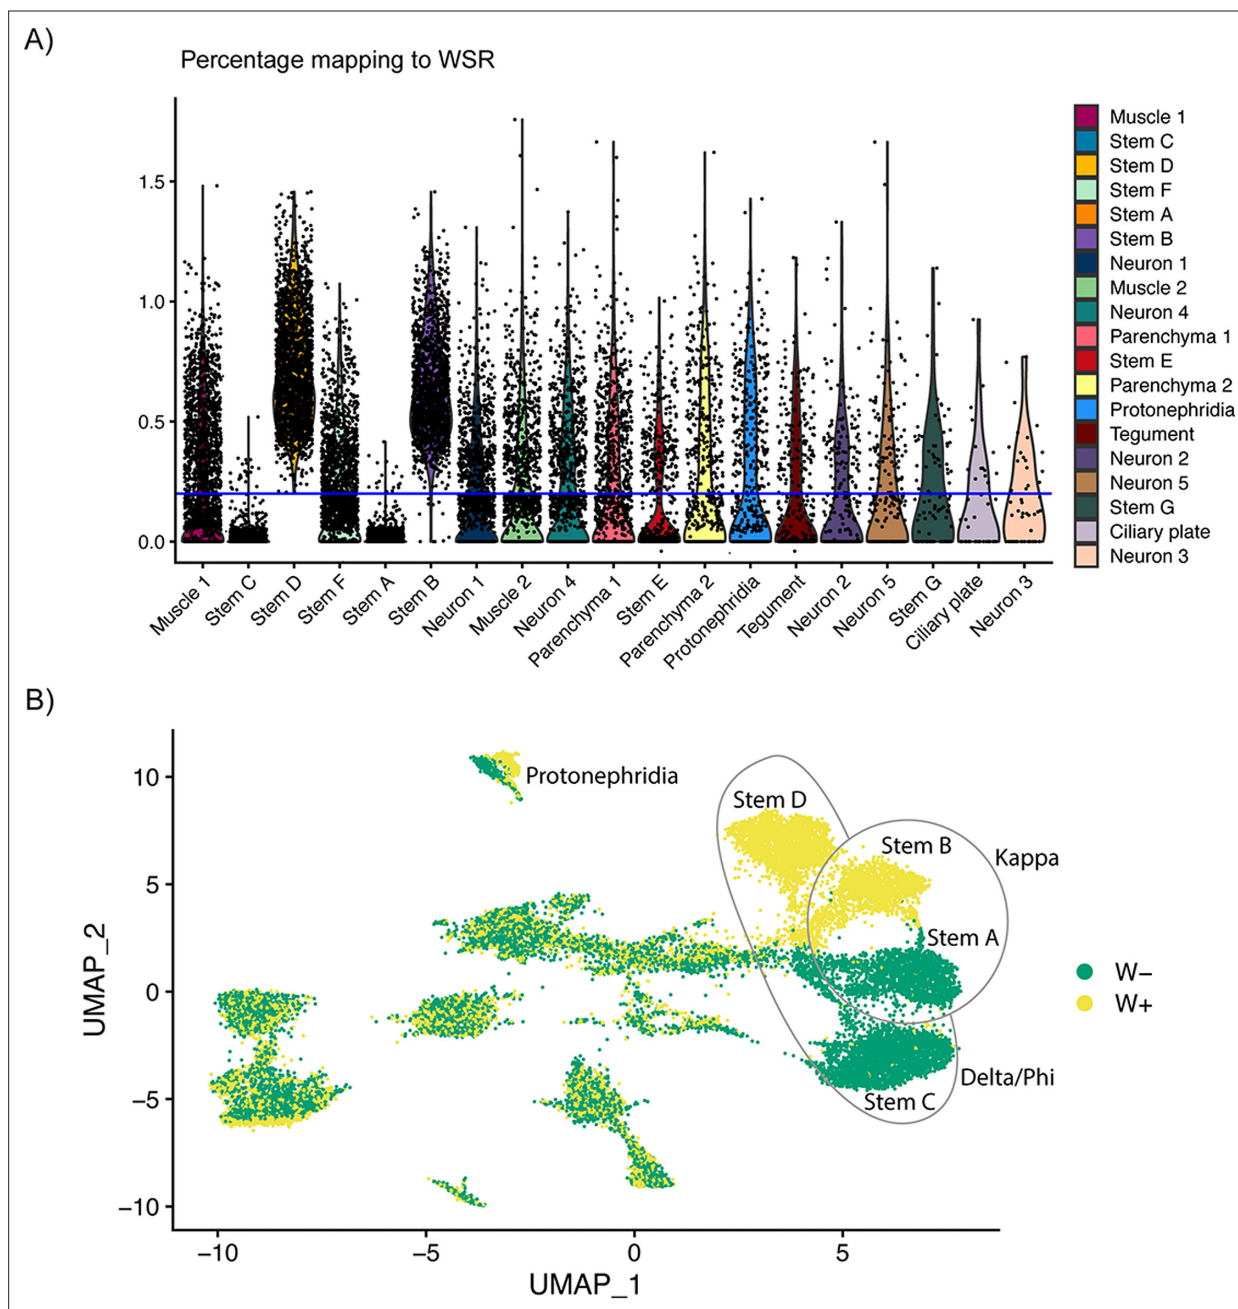 A)
Percentage mapping to WSR
1.5
1.0
0.5
0.0
Muscle 1
Stem C
Stem D
Stem F
Stem A
Stem B
Neuron 1
Muscle 2
Neuron 4
Parenchyma 1
Stem E
Parenchyma 2
Protonephridia
Tegument
Neuron 2
Neuron 5
Stem G
Ciliary plate
Neuron 3
Muscle 1
Stem C
Stem D
Stem F
Stem A
Stem B
Neuron 1
Muscle 2
Neuron 4
Parenchyma 1
Stem E
Parenchyma 2
Protonephridia
Tegument
Neuron 2
Neuron 5
Stem G
Ciliary plate
Neuron 3
B)
UMAP_2
10
5
0
−5
−10
Protonephridia
Stem D
Stem B
Kappa
Stem A
Delta/Phi
Stem C
W−
W+
−10
−5
0
5
UMAP_1